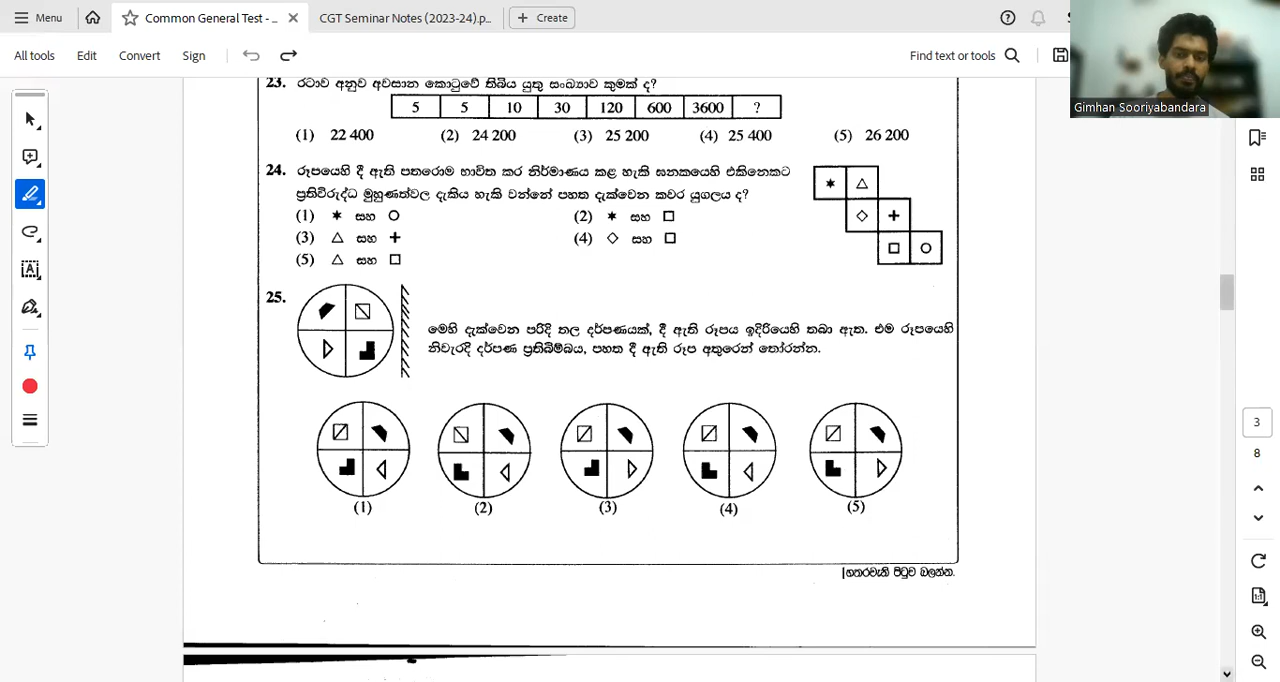 Menu
Common General Test - ...
CGT Seminar Notes (2023-24).p...
Create
All tools
Edit
Convert
Sign
Find text or tools
Gimhan Sooriyabandara
23. රටාව අනුව අවසාන කොටුවේ තිබිය යුතු සංඛ්‍යාව කුමක් ද?
5 5 10 30 120 600 3600 ?
(1) 22 400 (2) 24 200 (3) 25 200 (4) 25 400 (5) 26 200
24. රූපයෙහි දී ඇති පතරොම භාවිත කර නිර්මාණය කළ හැකි ඝනකයෙහි එකිනෙකට
ප්‍රතිවිරුද්ධ මුහුණත්වල දැකිය හැකි වන්නේ පහත දැක්වෙන කවර යුගලය ද?
(1) ✶ සහ ○ (2) ✶ සහ □
(3) △ සහ + (4) ◇ සහ □
(5) △ සහ □
25.
මෙහි දැක්වෙන පරිදි තල දර්පණයක්, දී ඇති රූපය ඉදිරියෙහි තබා ඇත. එම රූපයෙහි
නිවැරදි දර්පණ ප්‍රතිබිම්බය, පහත දී ඇති රූප අතුරෙන් තෝරන්න.
(1) (2) (3) (4) (5)
[හතරවැනි පිටුව බලන්න.
3
8
1:1